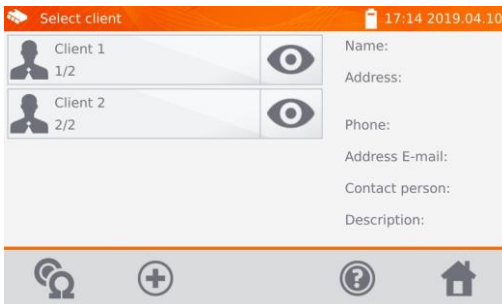 Select client
17:14 2019.04.10
Client 1
1/2
Client 2
2/2
Name:
Address:
Phone:
Address E-mail:
Contact person:
Description: